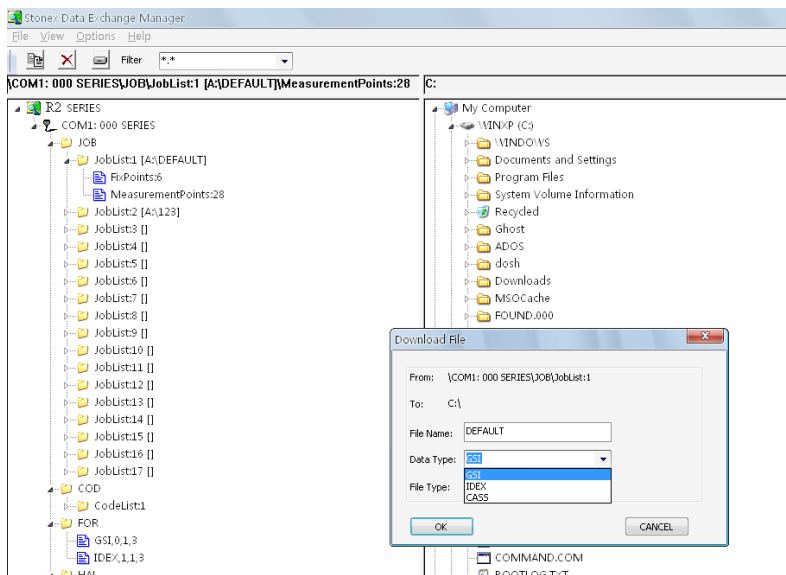 Stonex Data Exchange Manager
File View Options Help
Filter *.*
\COM1: 000 SERIES\JOB\JobList:1 [A:\DEFAULT]\MeasurementPoints:28
C:
R2 SERIES
COM1: 000 SERIES
JOB
JobList:1 [A:\DEFAULT]
FixPoints:6
MeasurementPoints:28
JobList:2 [A:\123]
JobList:3 []
JobList:4 []
JobList:5 []
JobList:6 []
JobList:7 []
JobList:8 []
JobList:9 []
JobList:10 []
JobList:11 []
JobList:12 []
JobList:13 []
JobList:14 []
JobList:15 []
JobList:16 []
JobList:17 []
COD
CodeList:1
FOR
GSI,0,1,3
IDEX,1,1,3
HAL
My Computer
WINXP (C:)
WINDOWS
Documents and Settings
Program Files
System Volume Information
Recycled
Ghost
ADOS
dosh
Downloads
MSOCache
FOUND.000
Download File
From: \COM1: 000 SERIES\JOB\JobList:1
To: C:\
File Name: DEFAULT
Data Type: GSI
GSI
File Type: IDEX
CASS
OK CANCEL
COMMAND.COM
BOOTLOG.TXT